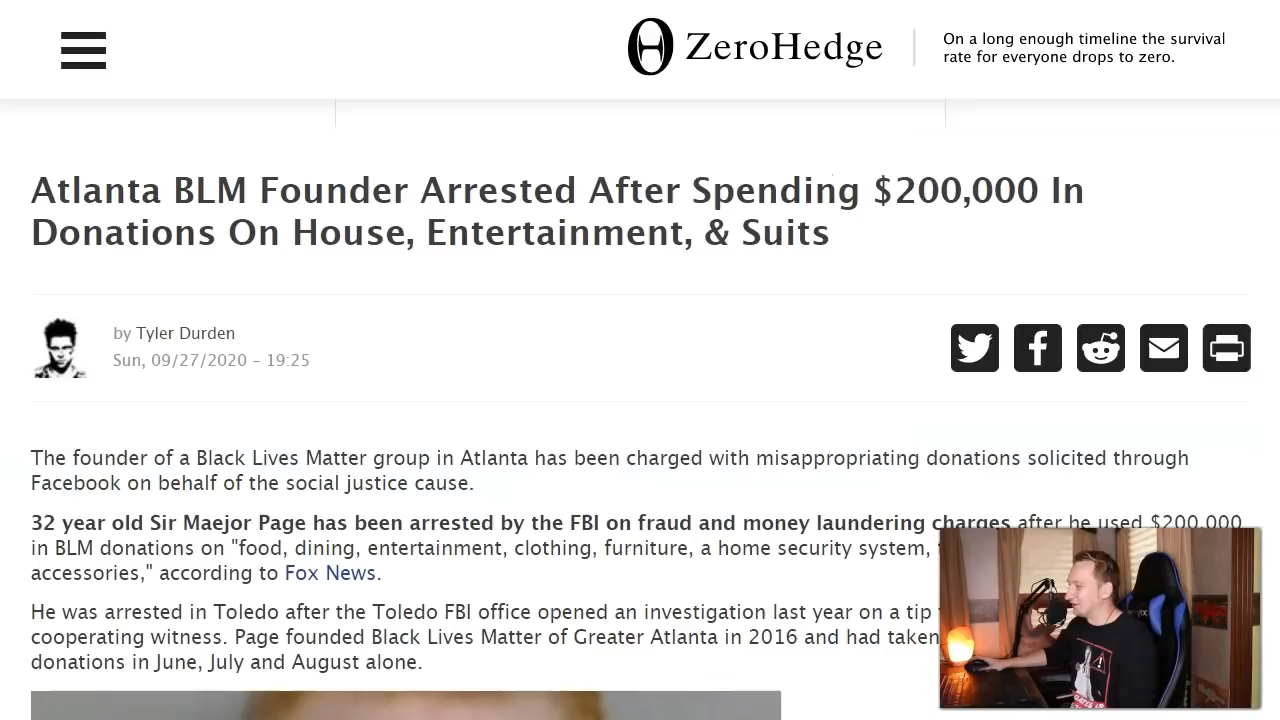 ZeroHedge
On a long enough timeline the survival
rate for everyone drops to zero.
Atlanta BLM Founder Arrested After Spending $200,000 In
Donations On House, Entertainment, & Suits
by Tyler Durden
Sun, 09/27/2020 - 19:25
The founder of a Black Lives Matter group in Atlanta has been charged with misappropriating donations solicited through
Facebook on behalf of the social justice cause.
32 year old Sir Maejor Page has been arrested by the FBI on fraud and money laundering charges after he used $200,000
in BLM donations on "food, dining, entertainment, clothing, furniture, a home security system,
accessories," according to Fox News.
He was arrested in Toledo after the Toledo FBI office opened an investigation last year on a tip
cooperating witness. Page founded Black Lives Matter of Greater Atlanta in 2016 and had taken
donations in June, July and August alone.